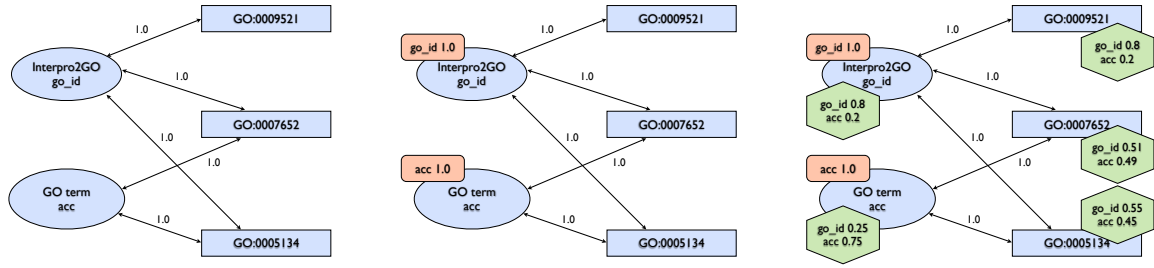 GO:0009521
1.0
Interpro2GO
go_id
1.0
GO:0007652
1.0
1.0
GO term
acc
1.0
GO:0005134
GO:0009521
1.0
go_id 1.0
Interpro2GO
go_id
1.0
GO:0007652
1.0
1.0
acc 1.0
GO term
acc
1.0
GO:0005134
GO:0009521
1.0
go_id 0.8
acc 0.2
go_id 1.0
Interpro2GO
go_id
1.0
go_id 0.8
acc 0.2
GO:0007652
1.0
go_id 0.51
acc 0.49
1.0
acc 1.0
GO term
acc
go_id 0.55
acc 0.45
1.0
go_id 0.25
acc 0.75
GO:0005134